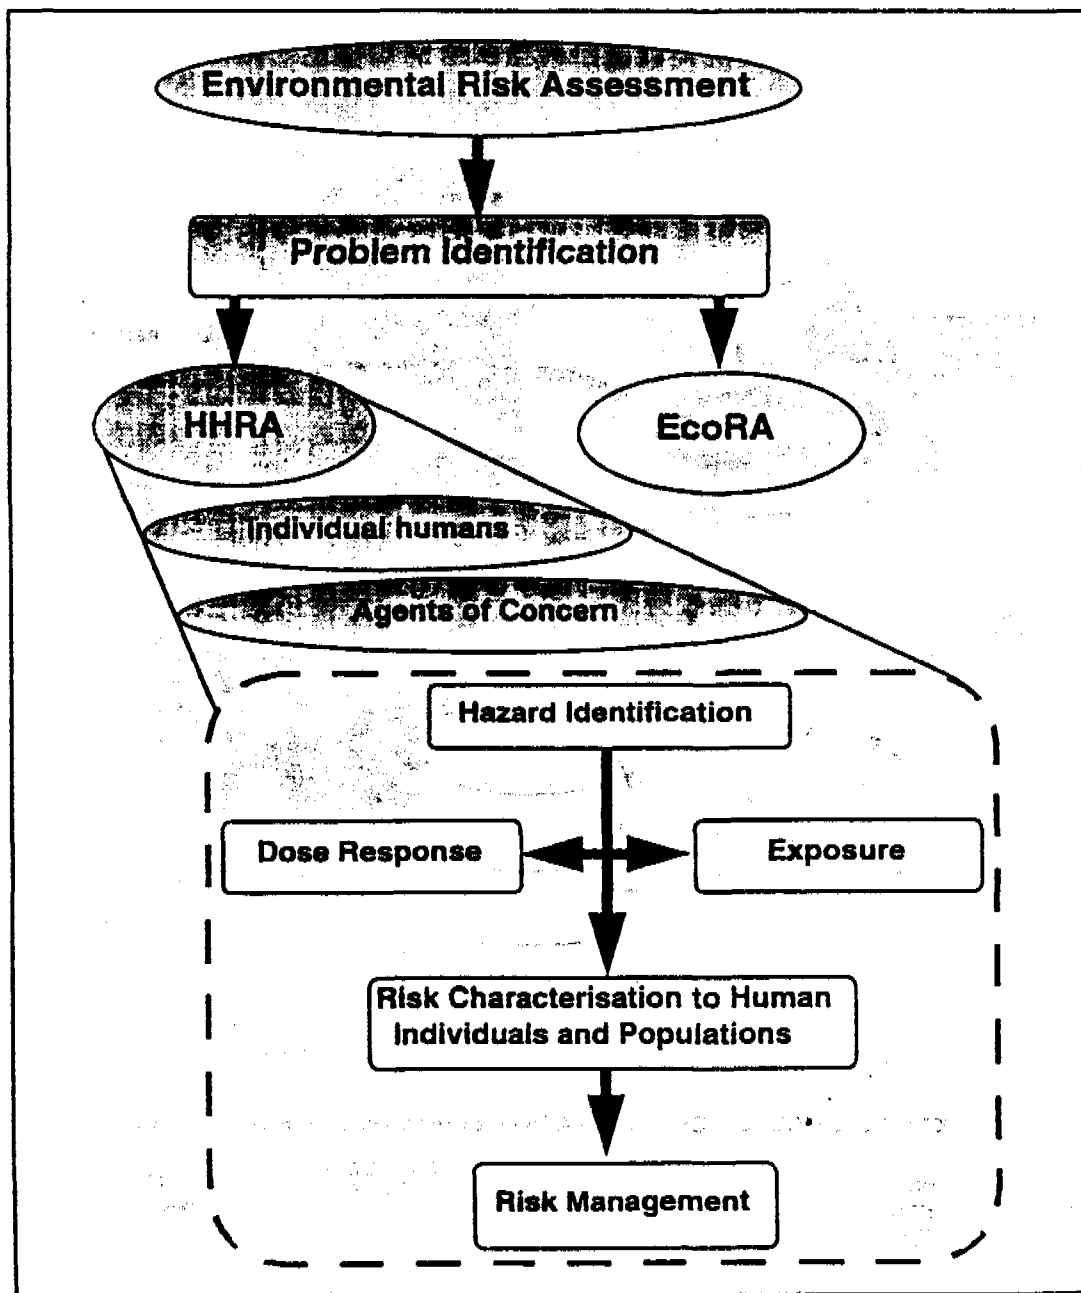 Environmental Risk Assessment
Problem Identification
HHRA
EcoRA
Individual humans
Agents of Concern
Hazard Identification
Dose Response
Exposure
Risk Characterisation to Human
Individuals and Populations
Risk Management